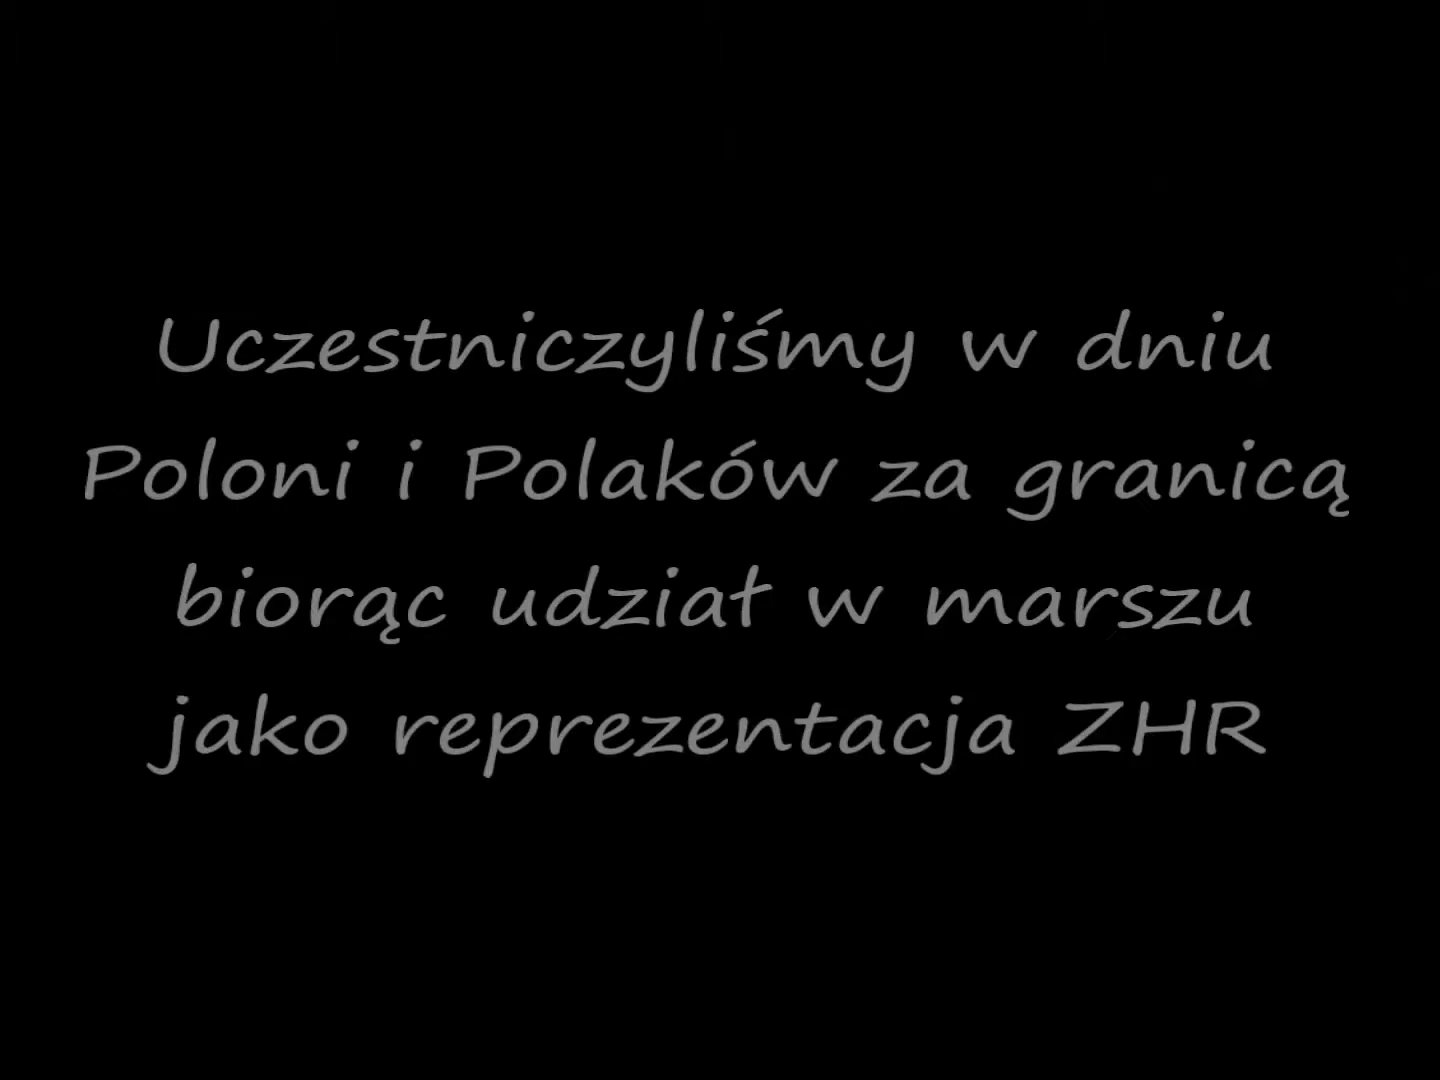 Uczestniczyliśmy w dniu
Poloni i Polaków za granicą
biorąc udział w marszu
jako reprezentacja ZHR